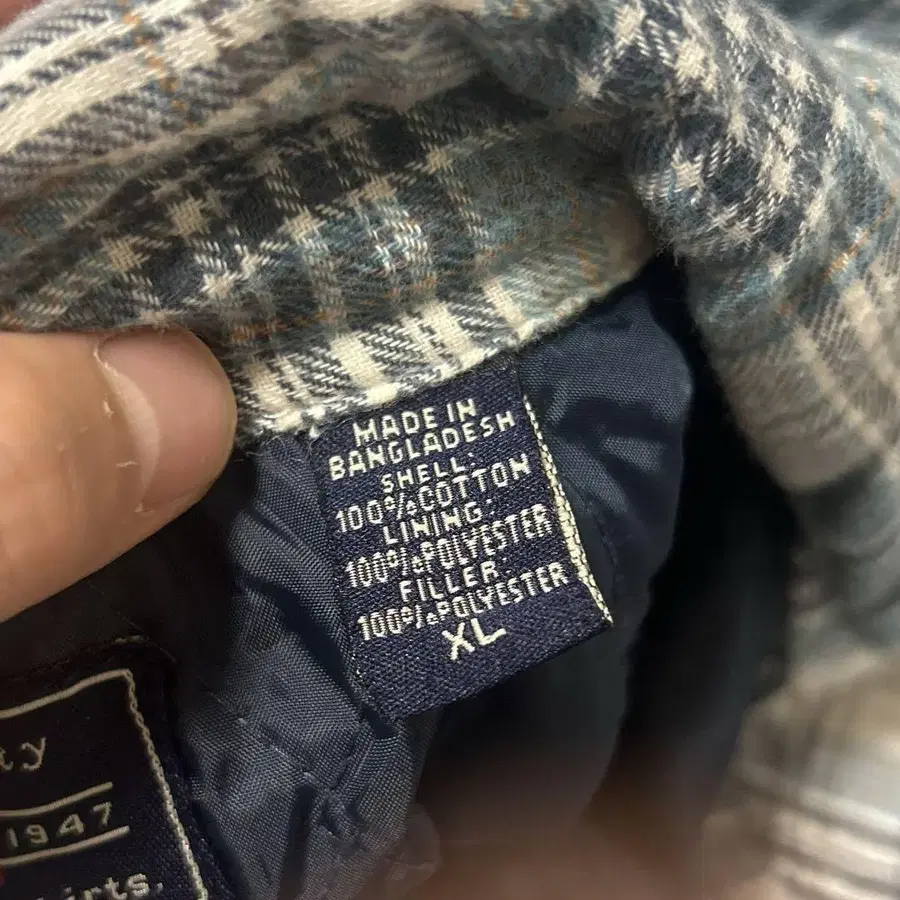 MADE IN
BANGLADESH
SHELL:
100%COTTON
LINING:
100%POLYESTER
FILLER:
100%POLYESTER
XL
1947